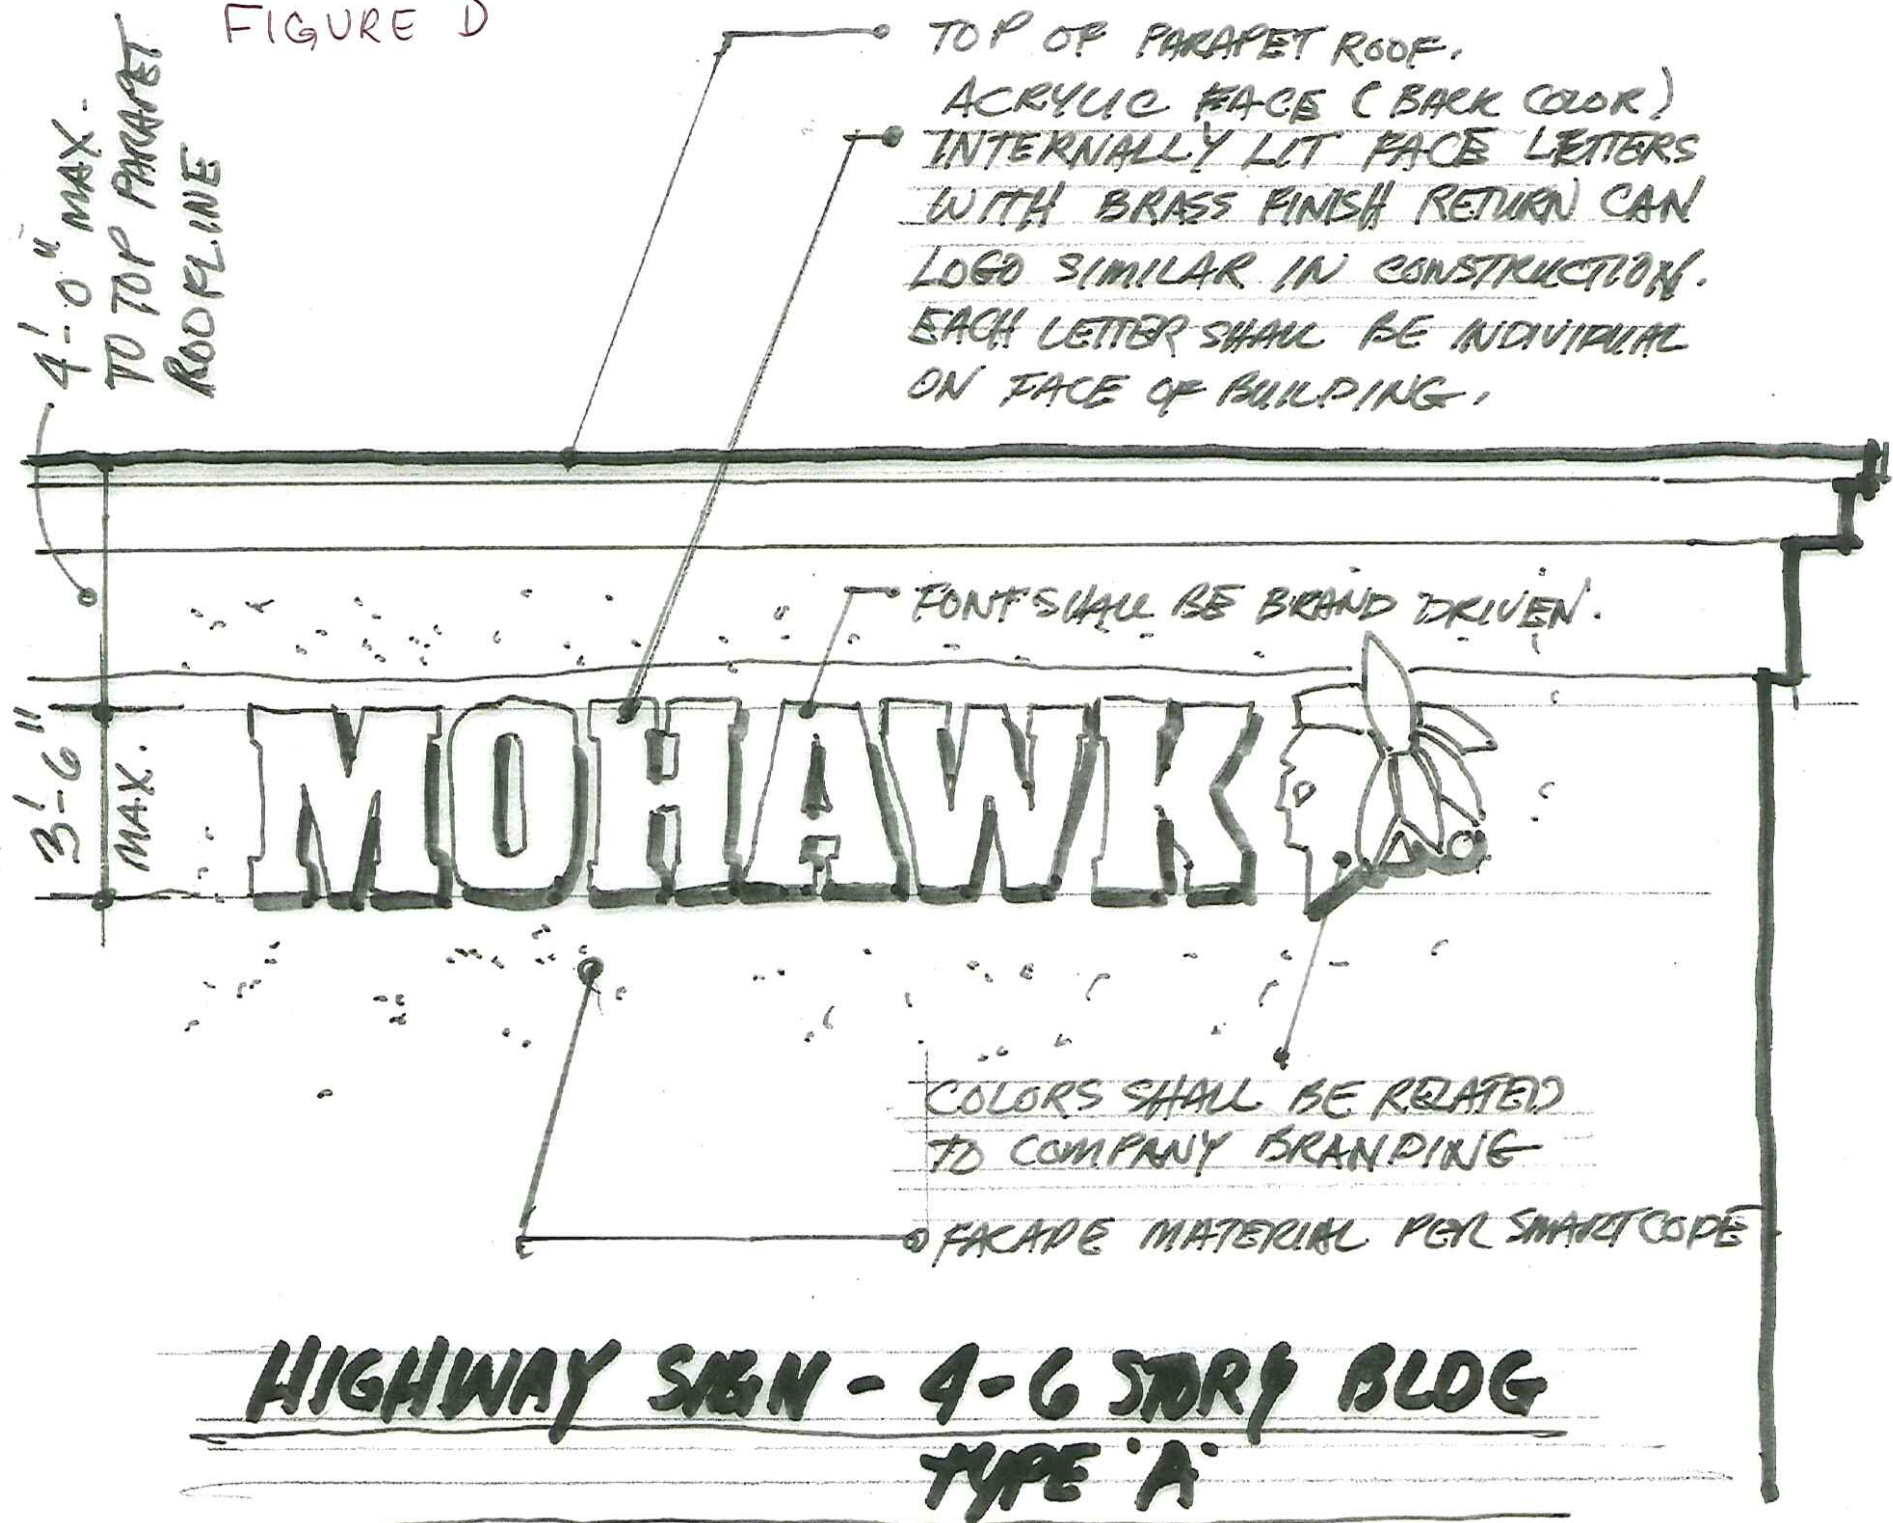 FIGURE D
4'-0" MAX.
TO TOP PARAPET
ROOFLINE
TOP OF PARAPET ROOF.
ACRYLIC FACE (BACK COLOR)
INTERNALLY LIT FACE LETTERS
WITH BRASS FINISH RETURN CAN
LOGO SIMILAR IN CONSTRUCTION.
EACH LETTER SHALL BE INDIVIDUAL
ON FACE OF BUILDING.
FONT SHALL BE BRAND DRIVEN.
3'-6"
MAX.
MOHAWK
COLORS SHALL BE RELATED
TO COMPANY BRANDING
FACADE MATERIAL PER SMARTCODE
HIGHWAY SIGN - 4-6 STORY BLDG
TYPE 'A'